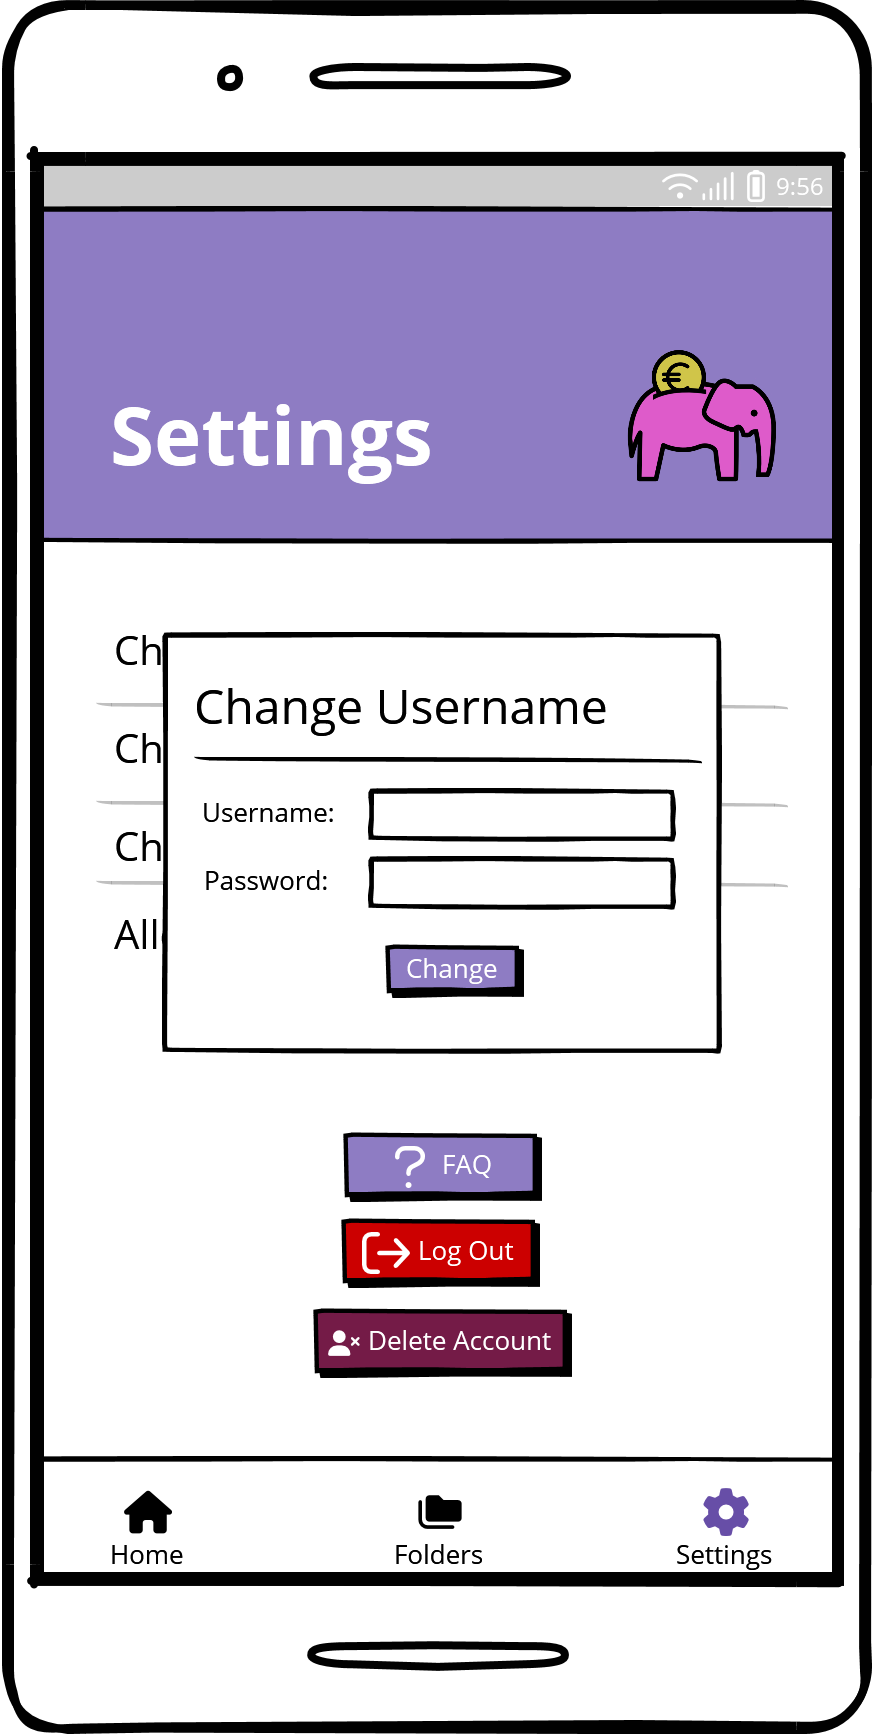 9:56
€
Settings
Ch
Change Username
Ch
Username:
Ch
Password:
All
Change
FAQ
Log Out
Delete Account
Home Folders Settings